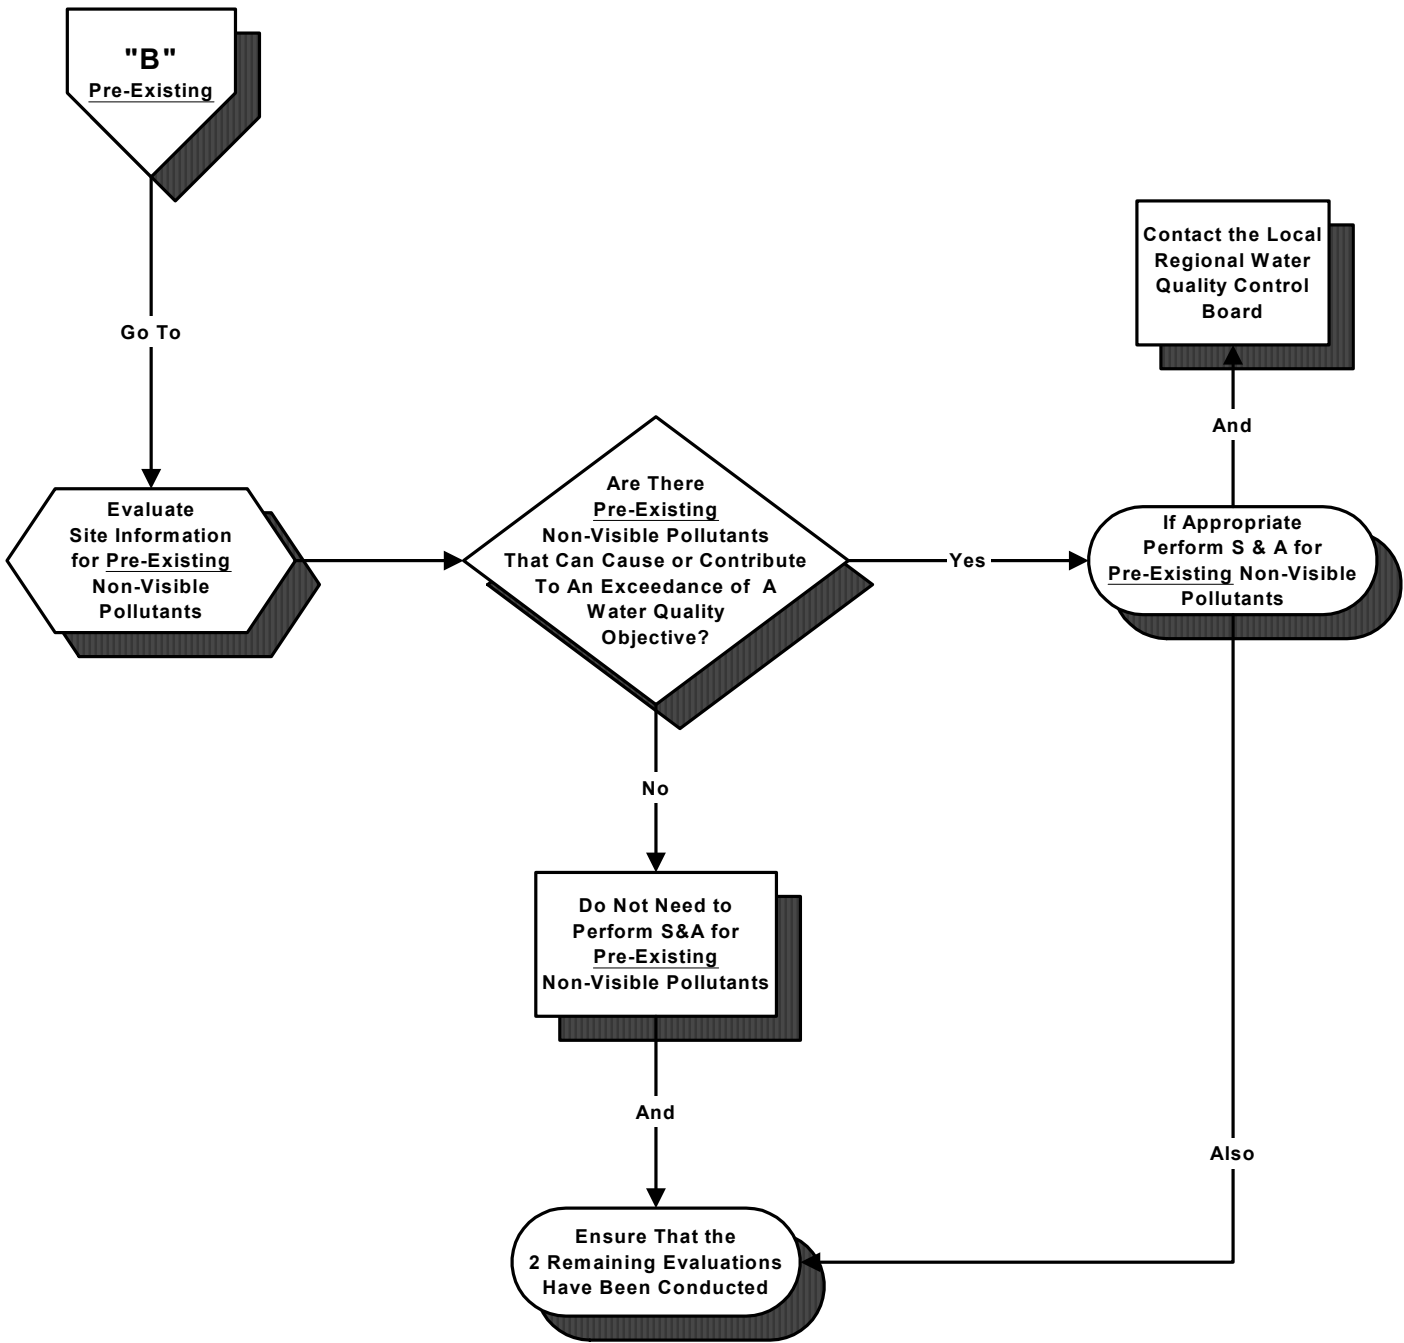 "B"
Pre-Existing
Go To
Evaluate
Site Information
for Pre-Existing
Non-Visible
Pollutants
Are There
Pre-Existing
Non-Visible Pollutants
That Can Cause or Contribute
To An Exceedance of A
Water Quality
Objective?
Yes
If Appropriate
Perform S & A for
Pre-Existing Non-Visible
Pollutants
And
Contact the Local
Regional Water
Quality Control
Board
No
Do Not Need to
Perform S&A for
Pre-Existing
Non-Visible Pollutants
And
Also
Ensure That the
2 Remaining Evaluations
Have Been Conducted